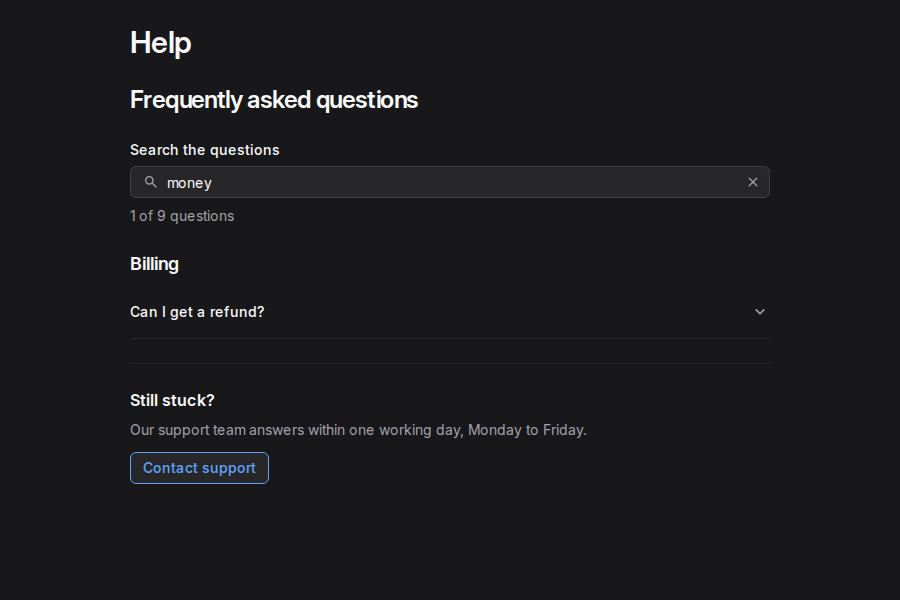 Help
Frequently asked questions
Search the questions
money
1 of 9 questions
Billing
Can I get a refund?
Still stuck?
Our support team answers within one working day, Monday to Friday.
Contact support